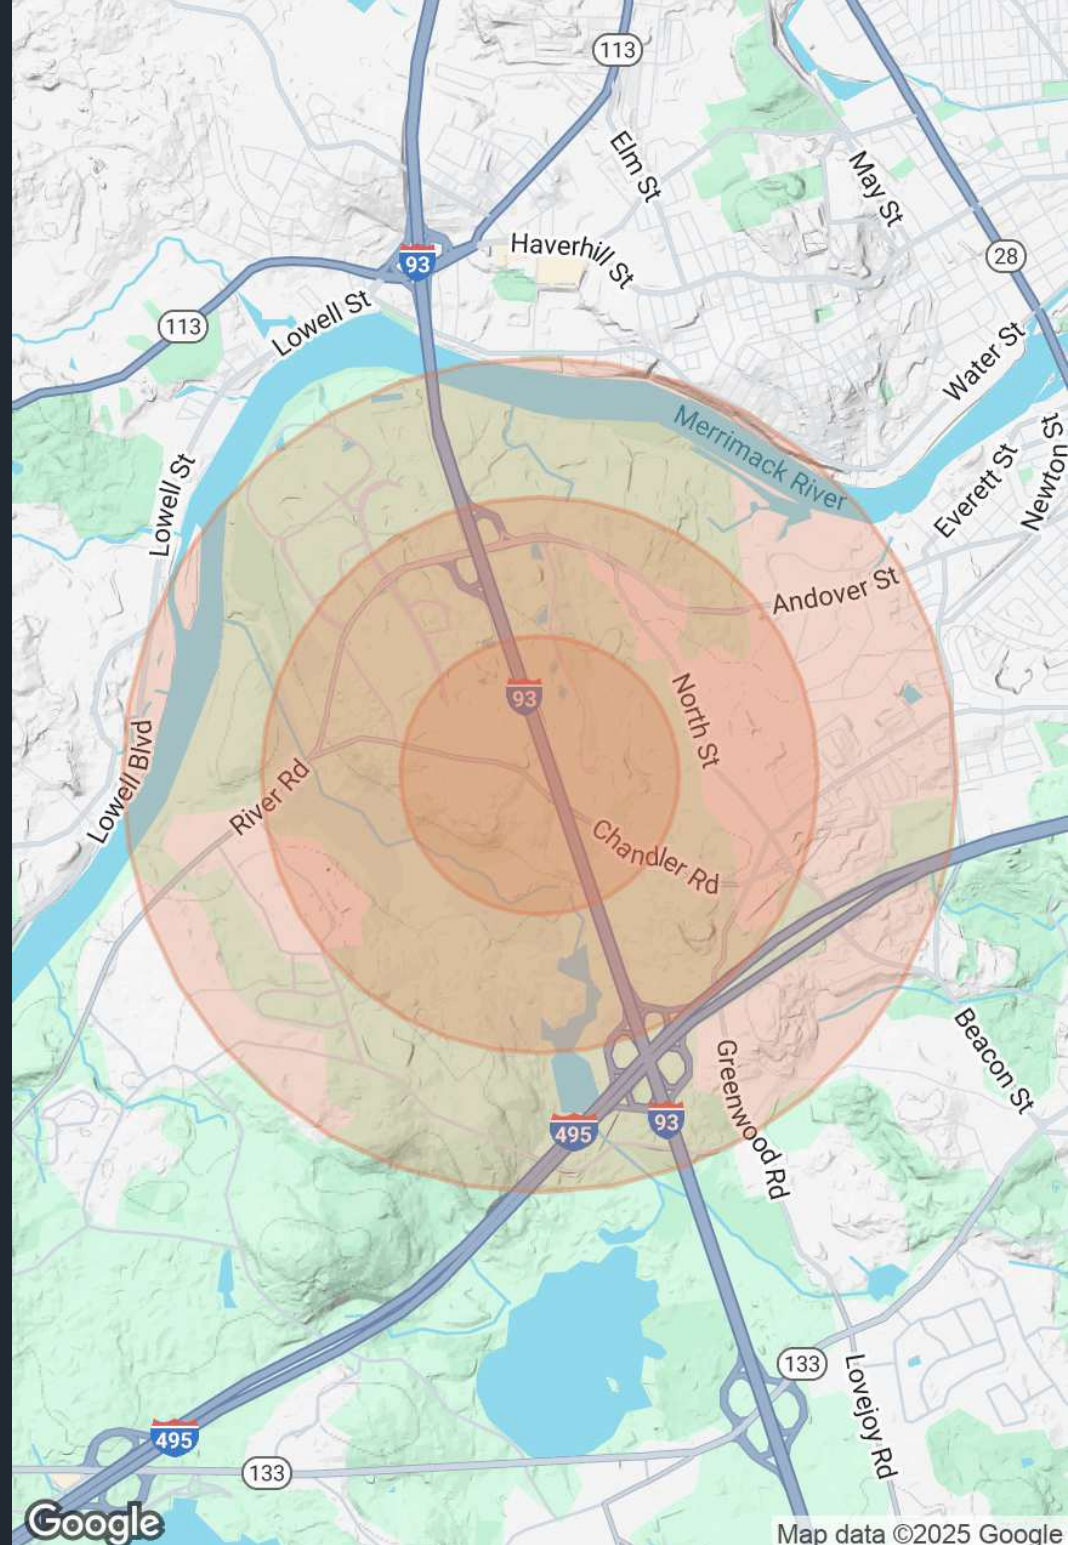 113
Elm St
May St
Haverhill St
93
28
Lowell St
113
Water St
Merrimack River
Newton St
Everett St
Lowell St
Andover St
93
North St
Lowell Blvd
River Rd
Chandler Rd
Beacon St
Greenwood Rd
495
93
133
Lovejoy Rd
495
133
Google
Map data ©2025 Google